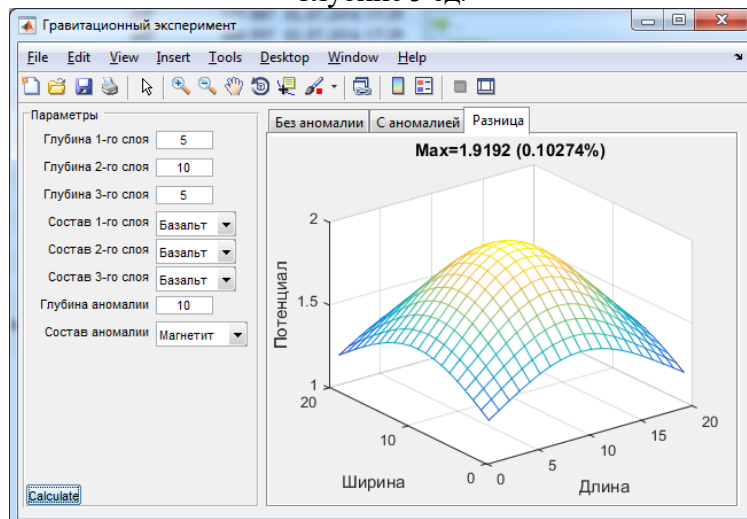 Гравитационный эксперимент
File Edit View Insert Tools Desktop Window Help
Параметры
Глубина 1-го слоя 5
Глубина 2-го слоя 10
Глубина 3-го слоя 5
Состав 1-го слоя Базальт
Состав 2-го слоя Базальт
Состав 3-го слоя Базальт
Глубина аномалии 10
Состав аномалии Магнетит
Calculate
Без аномалии С аномалией Разница
Max=1.9192 (0.10274%)
Потенциал
2
1.5
1
20
10
0
Ширина
0
5
10
15
20
Длина